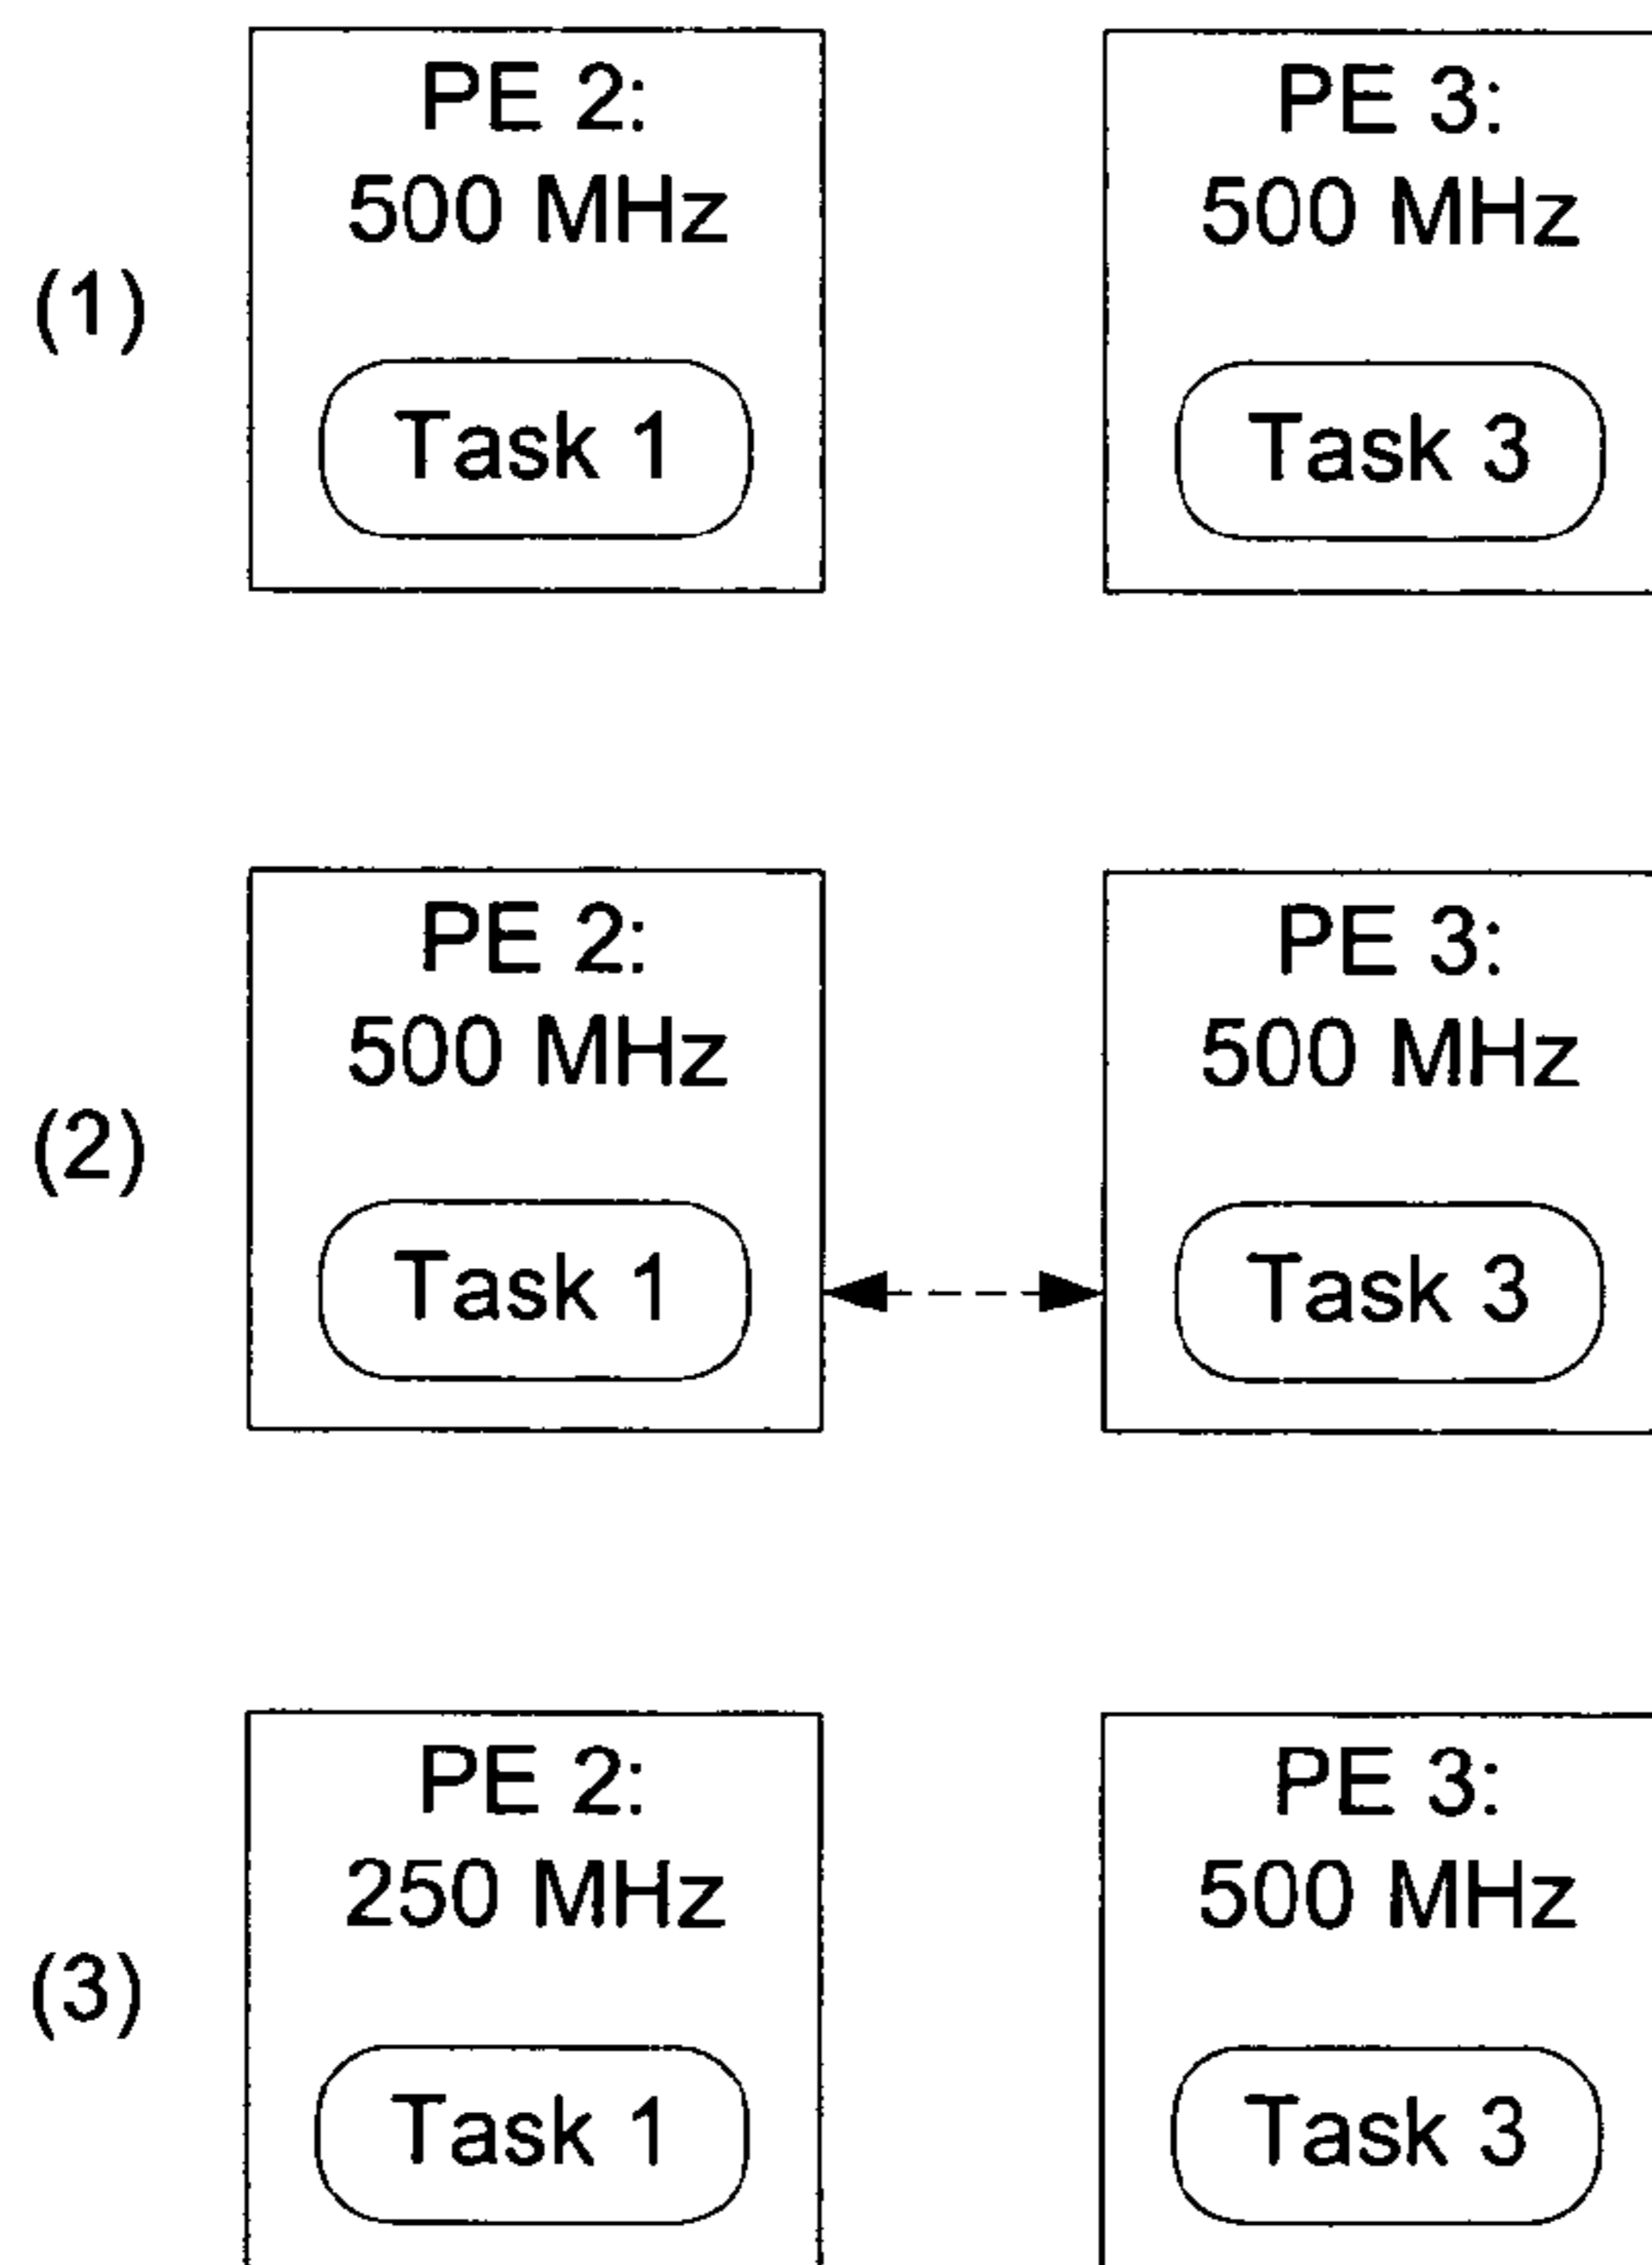 PE 2:
500 MHz
PE 3:
500 MHz
(1)
Task 1
Task 3
PE 2:
500 MHz
PE 3:
500 MHz
(2)
Task 1
Task 3
PE 2:
250 MHz
PE 3:
500 MHz
(3)
Task 1
Task 3